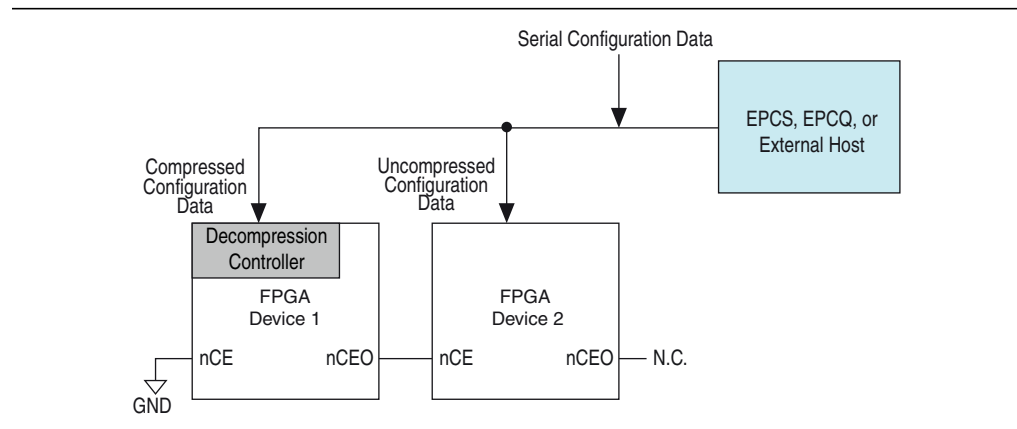 Serial Configuration Data
EPCS, EPCQ, or
External Host
Compressed
Configuration
Data
Uncompressed
Configuration
Data
Decompression
Controller
FPGA
Device 1
FPGA
Device 2
nCE
nCEO
nCE
nCEO
N.C.
GND